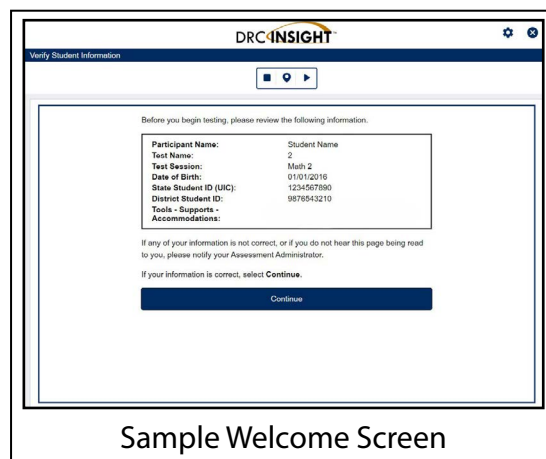 DRC INSIGHT
Verify Student Information
Before you begin testing, please review the following information.
Participant Name: Student Name
Test Name: 2
Test Session: Math 2
Date of Birth: 01/01/2016
State Student ID (UIC): 1234567890
District Student ID: 9876543210
Tools - Supports -
Accommodations:
If any of your information is not correct, or if you do not hear this page being read
to you, please notify your Assessment Administrator.
If your information is correct, select Continue.
Continue
Sample Welcome Screen